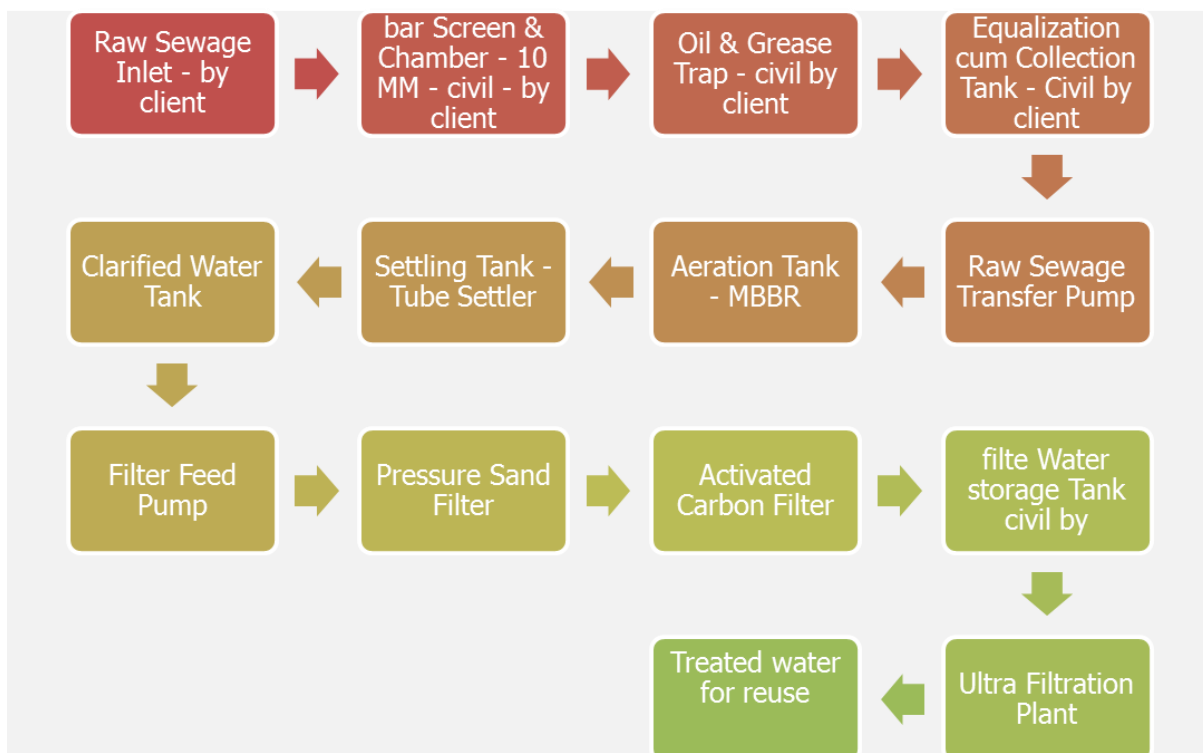 Raw Sewage
Inlet - by
client
bar Screen &
Chamber - 10
MM - civil - by
client
Oil & Grease
Trap - civil by
client
Equalization
cum Collection
Tank - Civil by
client
Raw Sewage
Transfer Pump
Aeration Tank
- MBBR
Settling Tank -
Tube Settler
Clarified Water
Tank
Filter Feed
Pump
Pressure Sand
Filter
Activated
Carbon Filter
filte Water
storage Tank
civil by
Ultra Filtration
Plant
Treated water
for reuse